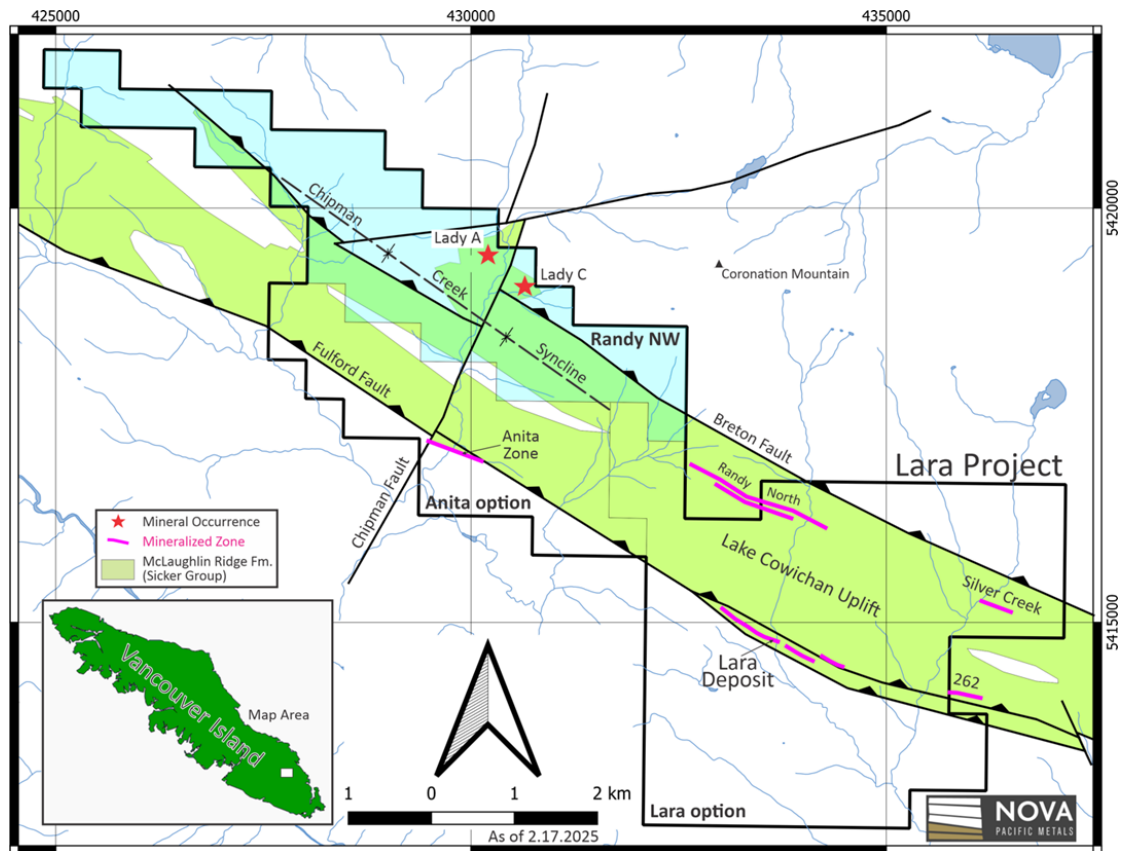 425000
430000
435000
5420000
5415000
Chipman
Creek
Syncline
Lady A
Lady C
Coronation Mountain
Randy NW
Fulford Fault
Breton Fault
Anita
Zone
Chipman Fault
Anita option
Lara Project
Randy
North
Lake Cowichan Uplift
Silver Creek
Lara
Deposit
262
Mineral Occurrence
Mineralized Zone
McLaughlin Ridge Fm.
(Sicker Group)
Vancouver Island
Map Area
1 0 1 2 km
As of 2.17.2025
Lara option
NOVA
PACIFIC METALS